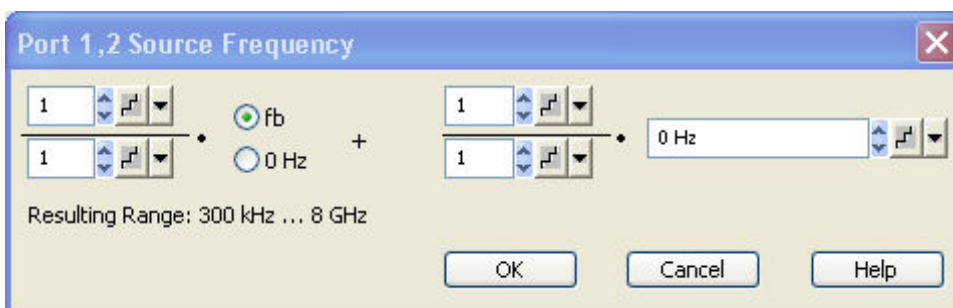 Port 1,2 Source Frequency
1 1
fb
+ 0 Hz
0 Hz
1 1
Resulting Range: 300 kHz ... 8 GHz
OK Cancel Help